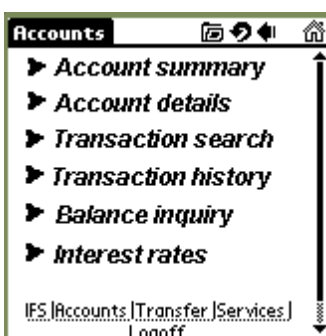 Accounts
Account summary
Account details
Transaction search
Transaction history
Balance inquiry
Interest rates
IFS|Accounts|Transfer|Services|
Logoff